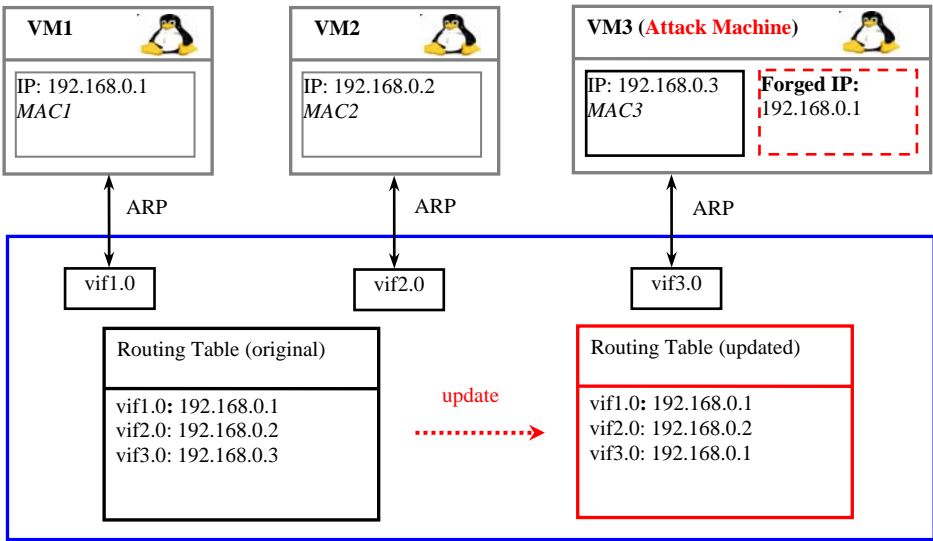 VM1
IP: 192.168.0.1
MAC1
VM2
IP: 192.168.0.2
MAC2
VM3 (Attack Machine)
IP: 192.168.0.3
MAC3
Forged IP:
192.168.0.1
ARP
ARP
ARP
vif1.0
vif2.0
vif3.0
Routing Table (original)
vif1.0: 192.168.0.1
vif2.0: 192.168.0.2
vif3.0: 192.168.0.3
update
Routing Table (updated)
vif1.0: 192.168.0.1
vif2.0: 192.168.0.2
vif3.0: 192.168.0.1